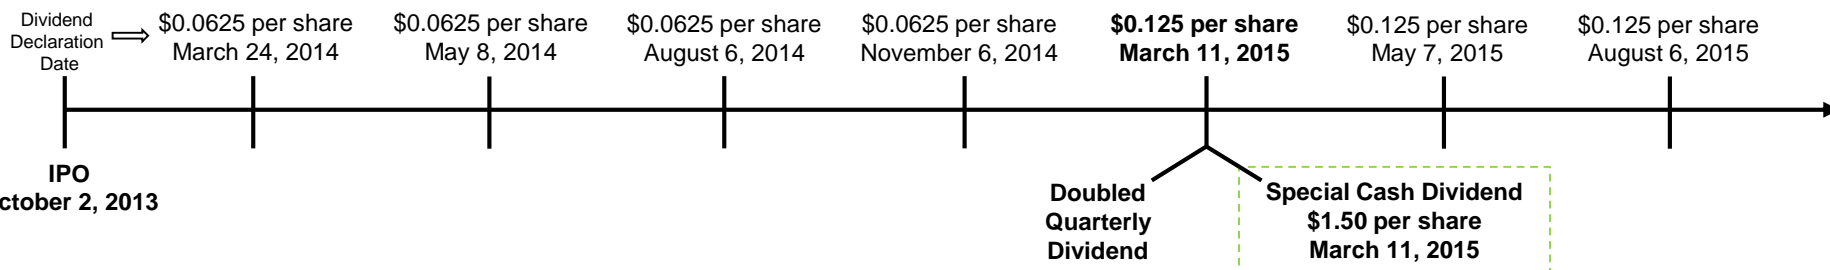 Dividend
Declaration
Date
$0.0625 per share
March 24, 2014
$0.0625 per share
May 8, 2014
$0.0625 per share
August 6, 2014
$0.0625 per share
November 6, 2014
$0.125 per share
March 11, 2015
$0.125 per share
May 7, 2015
$0.125 per share
August 6, 2015
IPO
ctober 2, 2013
Doubled
Quarterly
Dividend
Special Cash Dividend
$1.50 per share
March 11, 2015